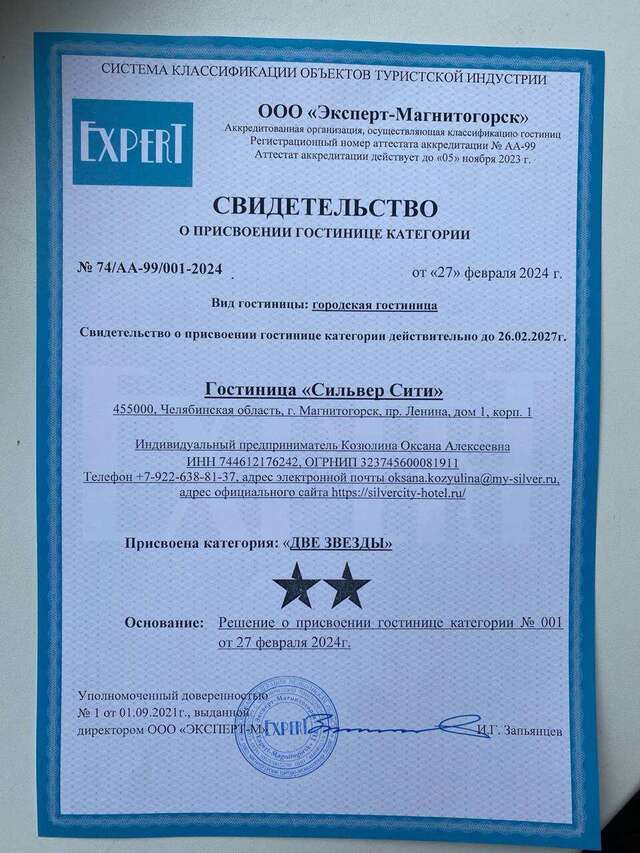 СИСТЕМА КЛАССИФИКАЦИИ ОБЪЕКТОВ ТУРИСТСКОЙ ИНДУСТРИИ
EXPERT
ООО «Эксперт-Магнитогорск»
Аккредитованная организация, осуществляющая классификацию гостиниц
Регистрационный номер аттестата аккредитации № АА-99
Аттестат аккредитации действует до «05» ноября 2023 г.
СВИДЕТЕЛЬСТВО
О ПРИСВОЕНИИ ГОСТИНИЦЕ КАТЕГОРИИ
№ 74/АА-99/001-2024 от «27» февраля 2024 г.
Вид гостиницы: городская гостиница
Свидетельство о присвоении гостинице категории действительно до 26.02.2027г.
Гостиница «Сильвер Сити»
455000, Челябинская область, г. Магнитогорск, пр. Ленина, дом 1, корп. 1
Индивидуальный предприниматель Козюлина Оксана Алексеевна
ИНН 744612176242, ОГРНИП 323745600081911
Телефон +7-922-638-81-37, адрес электронной почты oksana.kozyulina@my-silver.ru,
адрес официального сайта https://silvercity-hotel.ru/
Присвоена категория: «ДВЕ ЗВЕЗДЫ»
Основание: Решение о присвоении гостинице категории № 001
от 27 февраля 2024г.
Уполномоченный доверенностью
№ 1 от 01.09.2021г., выданной
директором ООО «ЭКСПЕРТ-М» И.Г. Запьянцев
EXPERT